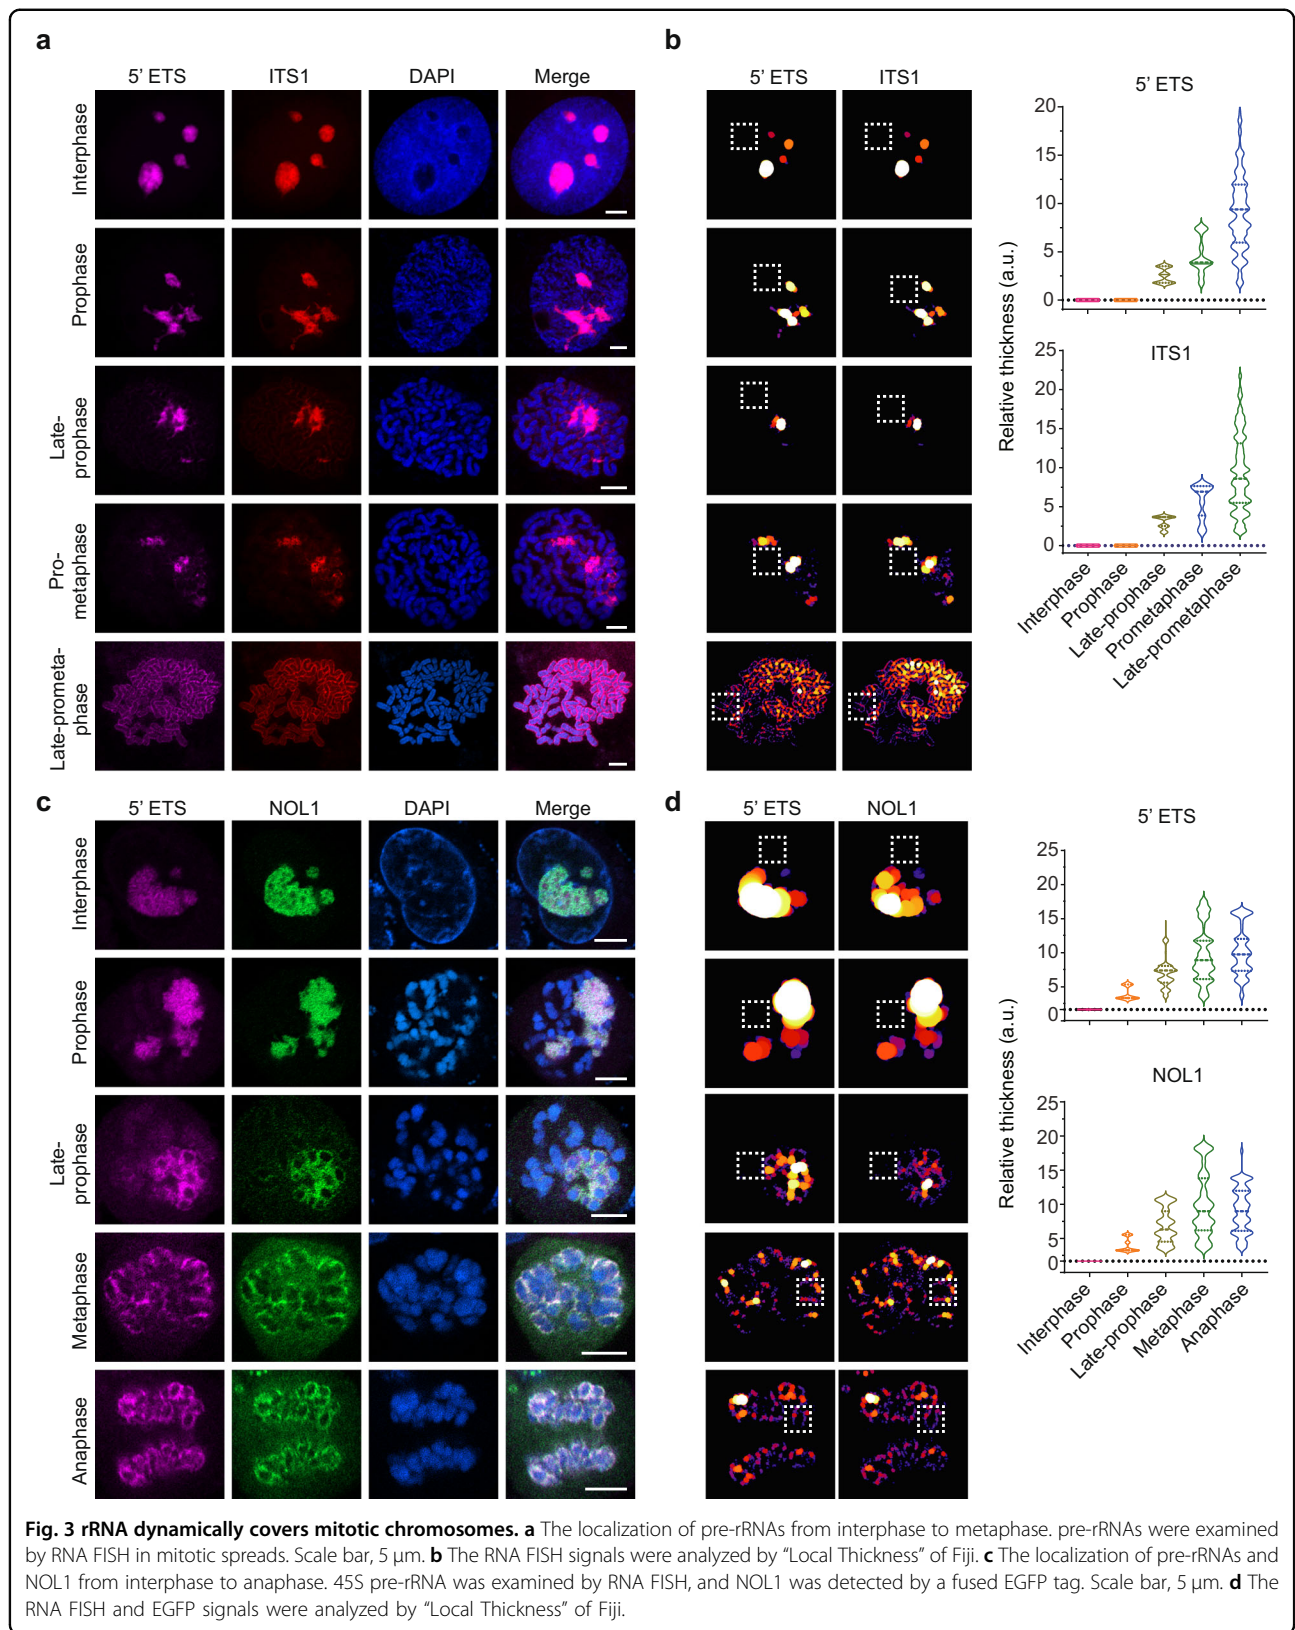 a
5’ ETS
ITS1
DAPI
Merge
Interphase
Prophase
Late-
prophase
Pro-
metaphase
Late-prometa-
phase
b
5’ ETS
ITS1
5’ ETS
20
15
10
5
0
Relative thickness (a.u.)
ITS1
25
20
15
10
5
0
Interphase
Prophase
Late-prophase
Prometaphase
Late-prometaphase
c
5’ ETS
NOL1
DAPI
Merge
Interphase
Prophase
Late-
prophase
Metaphase
Anaphase
d
5’ ETS
NOL1
5’ ETS
25
20
15
10
5
0
Relative thickness (a.u.)
NOL1
25
20
15
10
5
0
Interphase
Prophase
Late-prophase
Metaphase
Anaphase
Fig. 3 rRNA dynamically covers mitotic chromosomes. a The localization of pre-rRNAs from interphase to metaphase. pre-rRNAs were examined
by RNA FISH in mitotic spreads. Scale bar, 5 μm. b The RNA FISH signals were analyzed by “Local Thickness” of Fiji. c The localization of pre-rRNAs and
NOL1 from interphase to anaphase. 45S pre-rRNA was examined by RNA FISH, and NOL1 was detected by a fused EGFP tag. Scale bar, 5 μm. d The
RNA FISH and EGFP signals were analyzed by “Local Thickness” of Fiji.